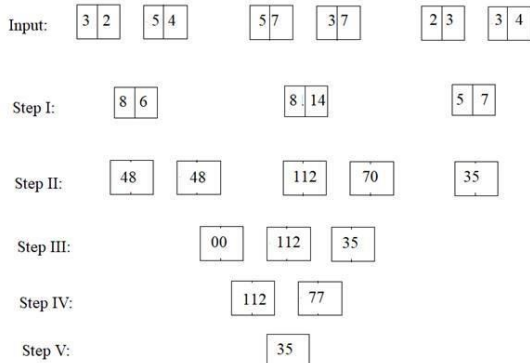 Input: 3 2 5 4 5 7 3 7 2 3 3 4
Step I: 8 6 8 . 14 5 7
Step II: 48 48 112 70 35
Step III: 00 112 35
Step IV: 112 77
Step V: 35